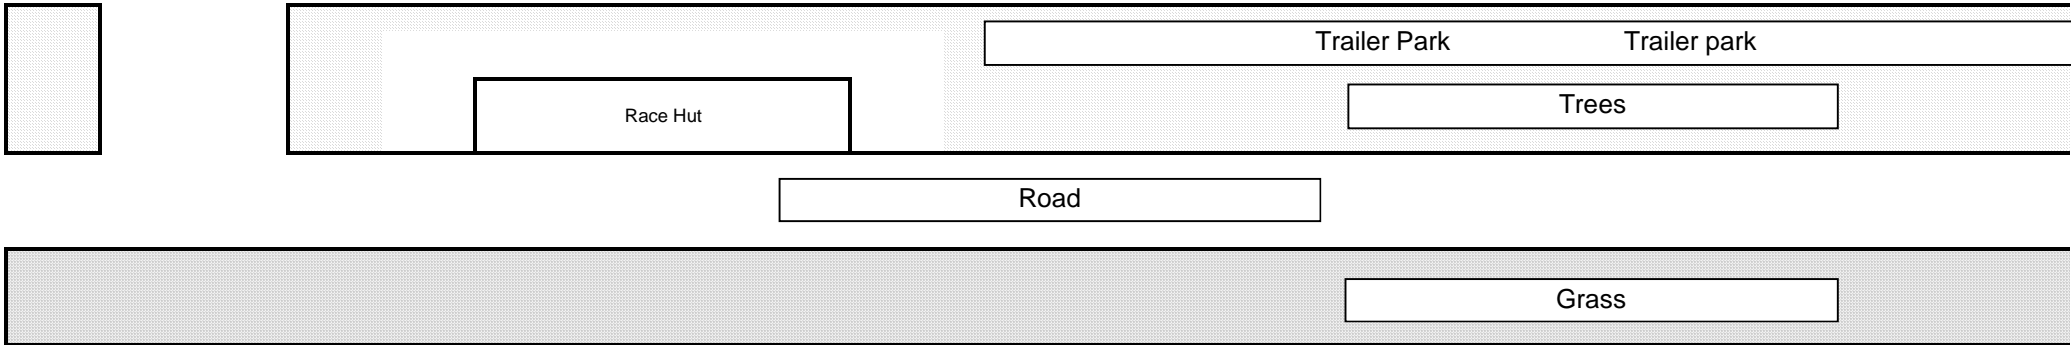 Trailer Park Trailer park
Trees
Race Hut
Road
Grass